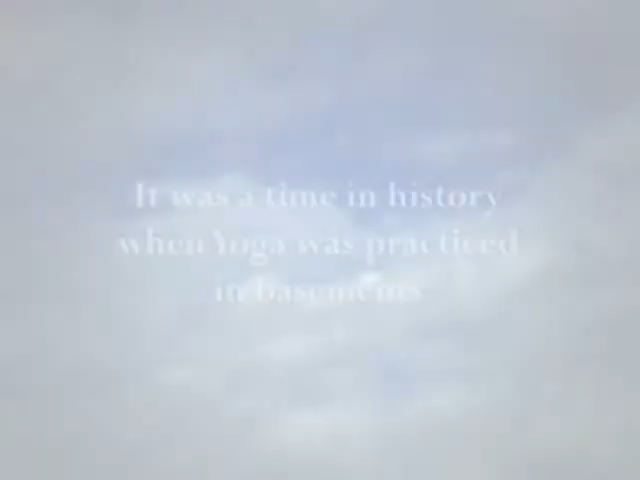 It was a time in history
when Yoga was practiced
in basements